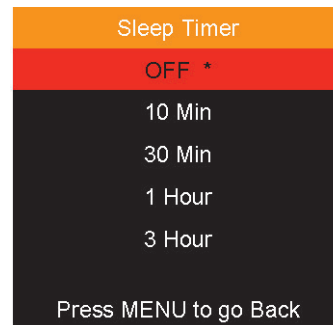 Sleep Timer
OFF *
10 Min
30 Min
1 Hour
3 Hour
Press MENU to go Back